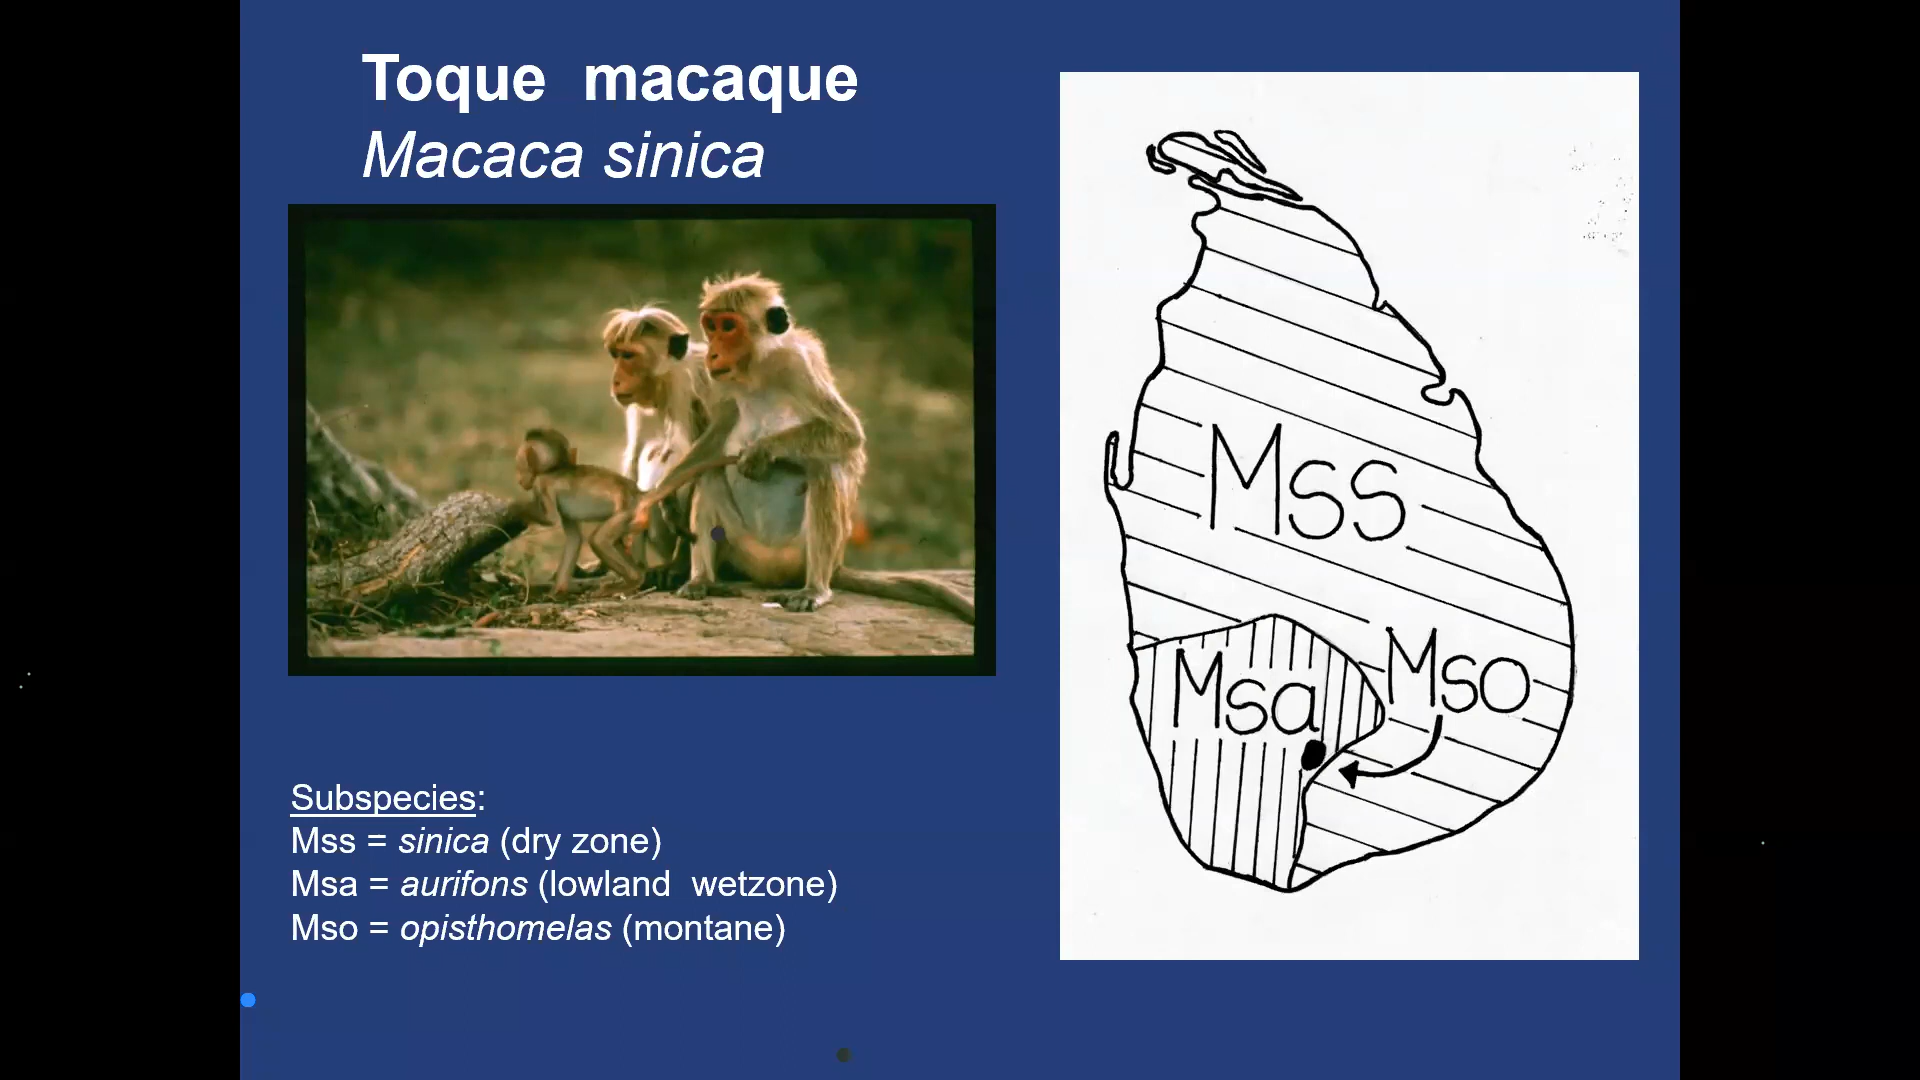 Toque macaque
Macaca sinica
Mss
Mso
Msa
Subspecies:
Mss = sinica (dry zone)
Msa = aurifons (lowland wetzone)
Mso = opisthomelas (montane)